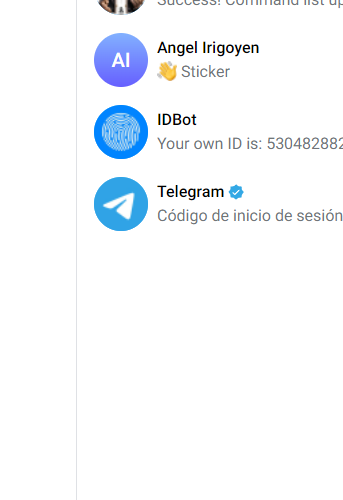 Success! Command list up
AI
Angel Irigoyen
👋 Sticker
IDBot
Your own ID is: 530482882
Telegram
Código de inicio de sesión